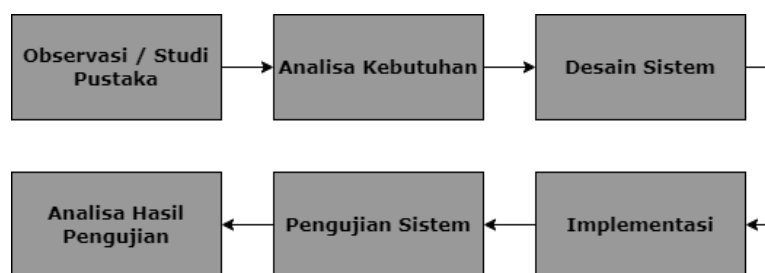 Observasi / Studi
Pustaka
Analisa Kebutuhan
Desain Sistem
Analisa Hasil
Pengujian
Pengujian Sistem
Implementasi